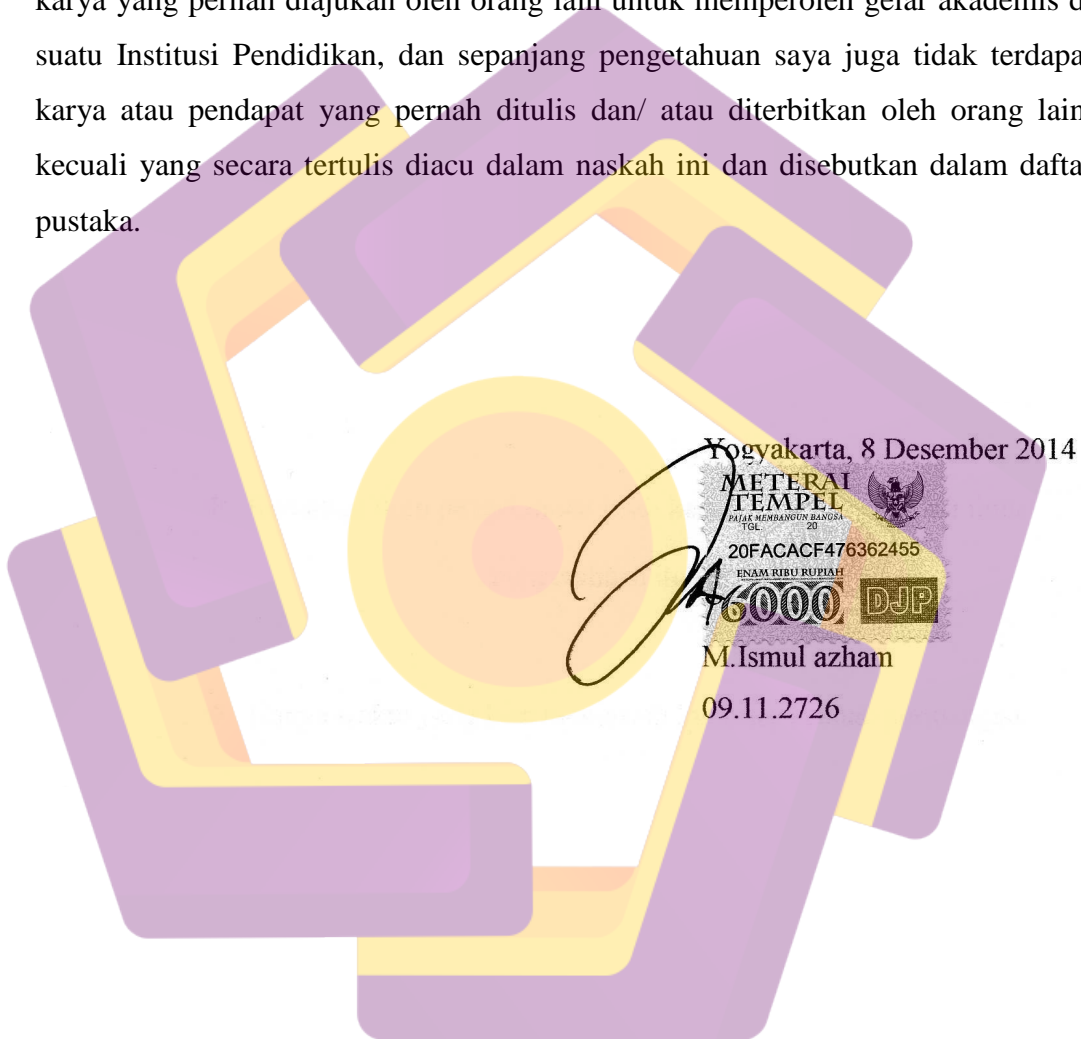 karya yang pernah diajukan oleh orang lain untuk memperoleh gelar akademis d
suatu Institusi Pendidikan, dan sepanjang pengetahuan saya juga tidak terdapa
karya atau pendapat yang pernah ditulis dan/ atau diterbitkan oleh orang lain
kecuali yang secara tertulis diacu dalam naskah ini dan disebutkan dalam dafta
pustaka.
Yogyakarta, 8 Desember 2014
METERAI
TEMPEL
PAJAK MEMBANGUN BANGSA
TGL. 20
20FACACF476362455
ENAM RIBU RUPIAH
6000 DJP
M.Ismul azham
09.11.2726